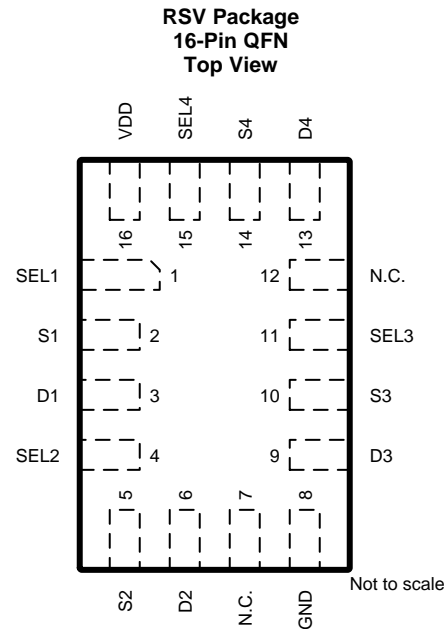 RSV Package
16-Pin QFN
Top View
VDD SEL4 S4 D4
16 15 14 13
SEL1 1 12 N.C.
S1 2 11 SEL3
D1 3 10 S3
SEL2 4 9 D3
5 6 7 8
S2 D2 N.C. GND
Not to scale